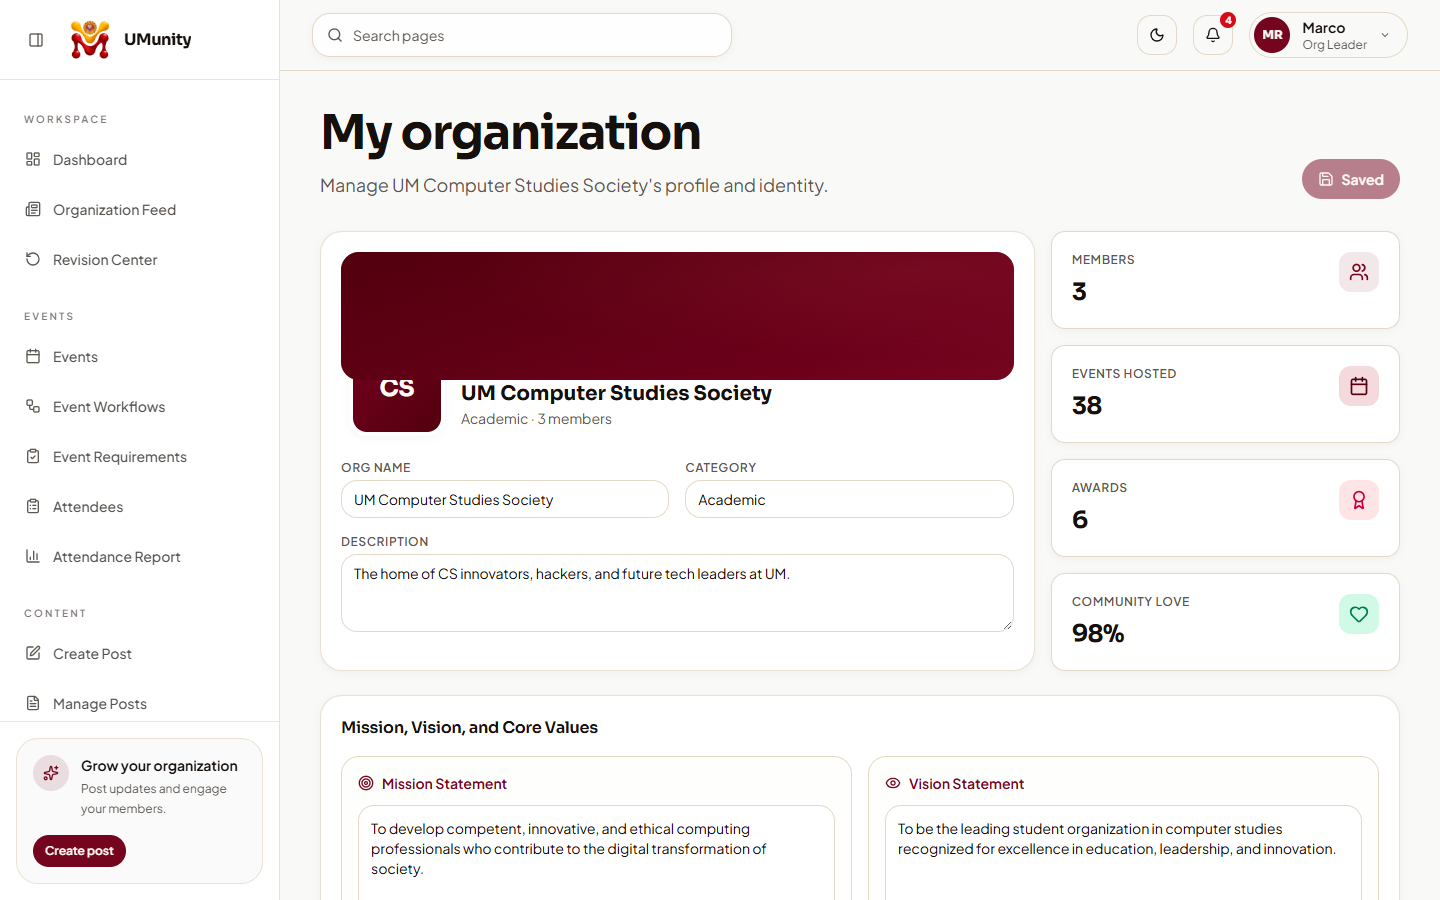 UMunity
Search pages
4
MR
Marco
Org Leader
WORKSPACE
Dashboard
Organization Feed
Revision Center
EVENTS
Events
Event Workflows
Event Requirements
Attendees
Attendance Report
CONTENT
Create Post
Manage Posts
Grow your organization
Post updates and engage
your members.
Create post
My organization
Manage UM Computer Studies Society's profile and identity.
Saved
CS
UM Computer Studies Society
Academic · 3 members
ORG NAME
UM Computer Studies Society
CATEGORY
Academic
DESCRIPTION
The home of CS innovators, hackers, and future tech leaders at UM.
MEMBERS
3
EVENTS HOSTED
38
AWARDS
6
COMMUNITY LOVE
98%
Mission, Vision, and Core Values
Mission Statement
To develop competent, innovative, and ethical computing
professionals who contribute to the digital transformation of
society.
Vision Statement
To be the leading student organization in computer studies
recognized for excellence in education, leadership, and innovation.